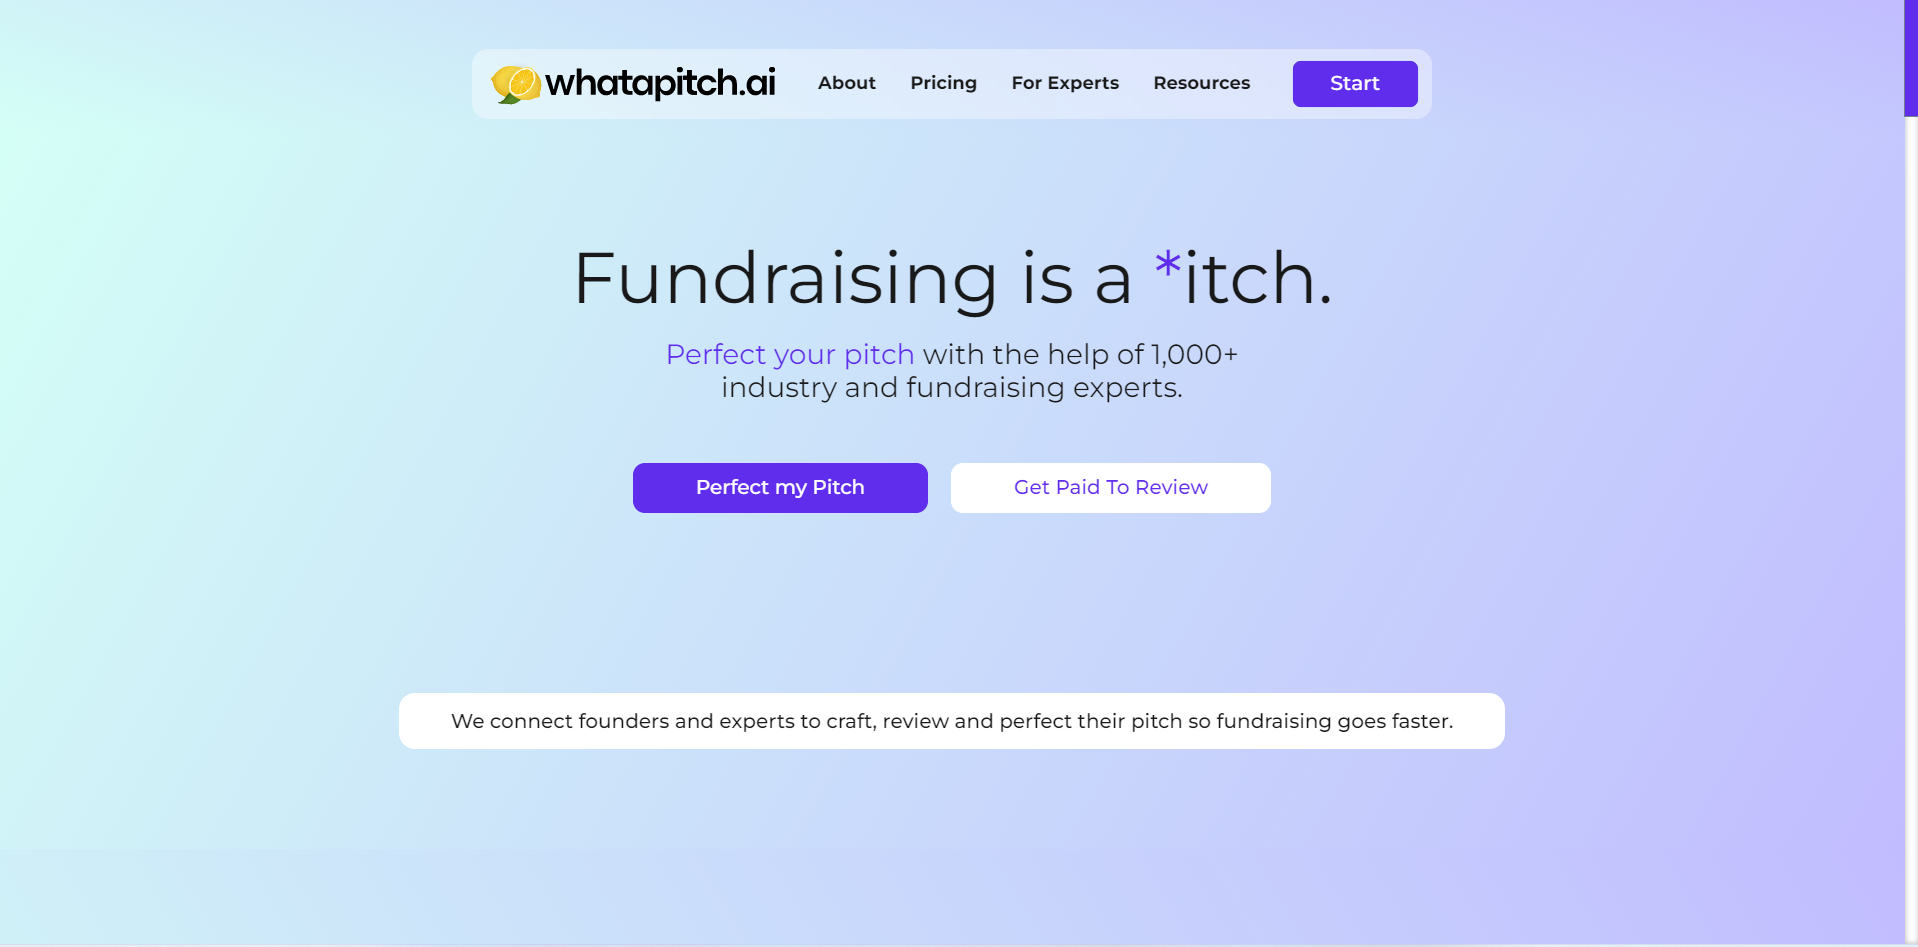 whatapitch.ai
About
Pricing
For Experts
Resources
Start
Fundraising is a *itch.
Perfect your pitch with the help of 1,000+
industry and fundraising experts.
Perfect my Pitch
Get Paid To Review
We connect founders and experts to craft, review and perfect their pitch so fundraising goes faster.